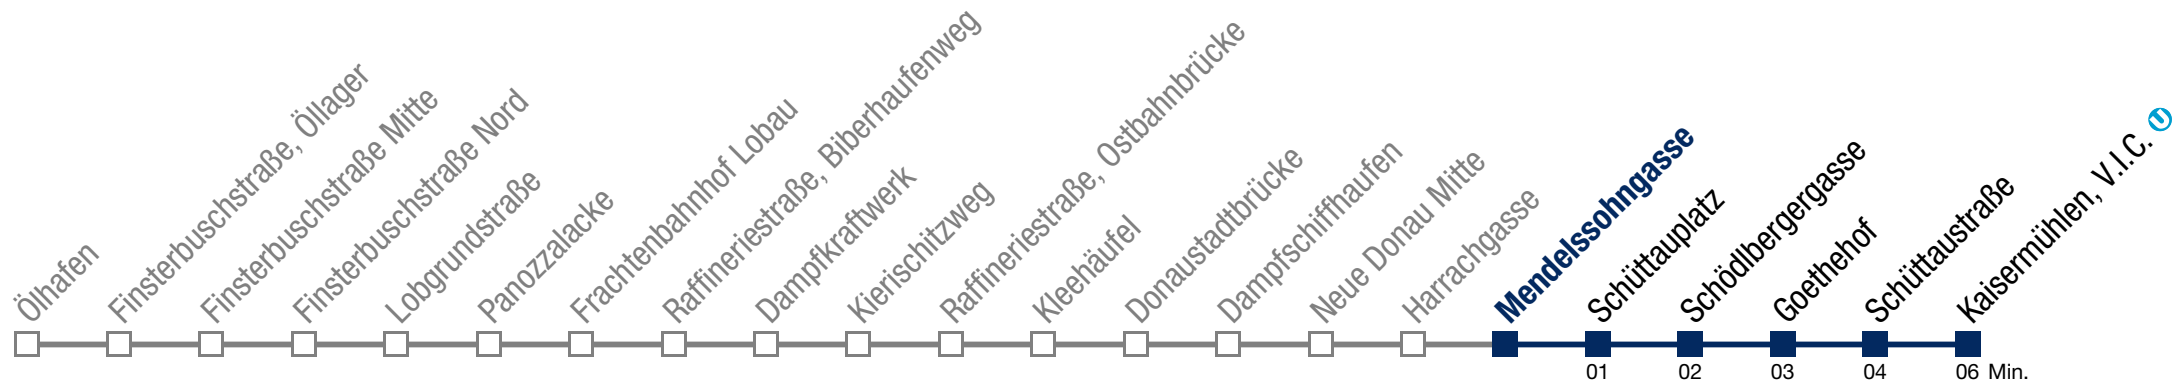 Ölhafen
Finsterbuschstraße, Öllager
Finsterbuschstraße Mitte
Finsterbuschstraße Nord
Lobgrundstraße
Panozzalacke
Frachtenbahnhof Lobau
Raffineriestraße, Biberhaufenweg
Dampfkraftwerk
Kierischitzweg
Raffineriestraße, Ostbahnbrücke
Kleehäufel
Donaustadtbrücke
Dampfschiffhaufen
Neue Donau Mitte
Harrachgasse
Mendelssohngasse
Schüttauplatz
Schödlbergergasse
Goethehof
Schüttaustraße
Kaisermühlen, V.I.C. U
01 02 03 04 06 Min.